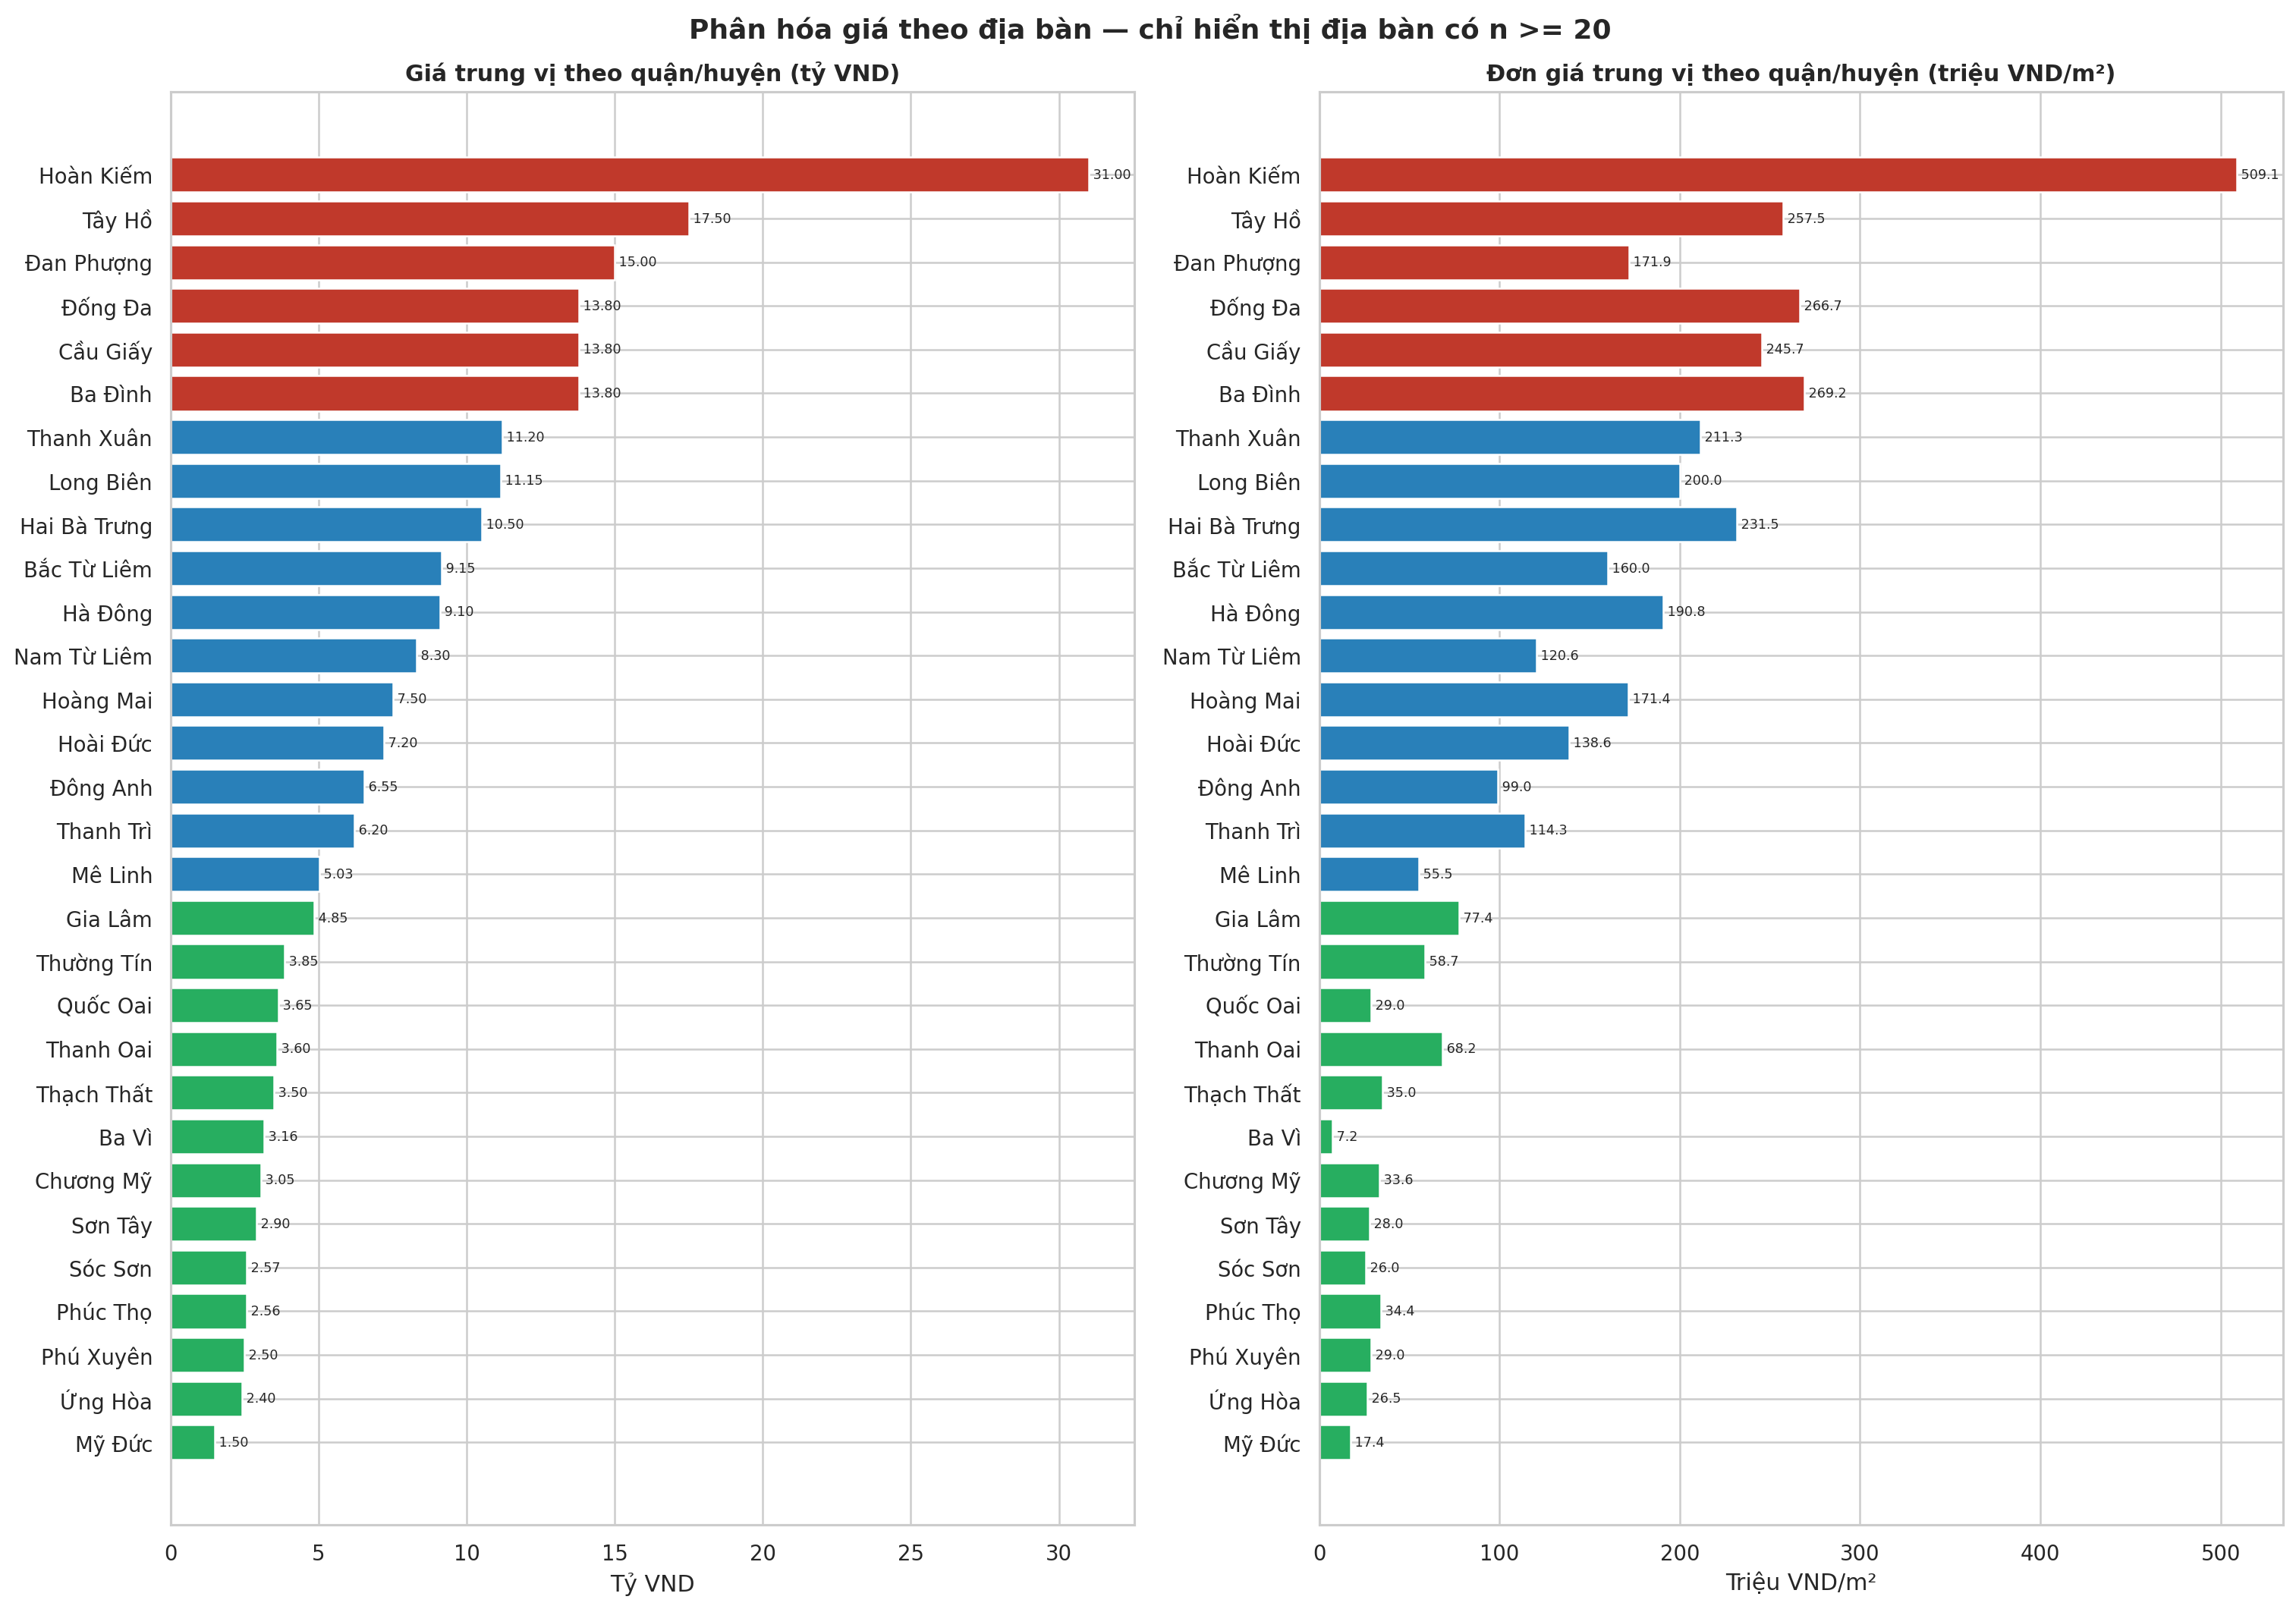 Phân hóa giá theo địa bàn — chỉ hiển thị địa bàn có n >= 20
Giá trung vị theo quận/huyện (tỷ VND)
Hoàn Kiếm 31.00
Tây Hồ 17.50
Đan Phượng 15.00
Đống Đa 13.80
Cầu Giấy 13.80
Ba Đình 13.80
Thanh Xuân 11.20
Long Biên 11.15
Hai Bà Trưng 10.50
Bắc Từ Liêm 9.15
Hà Đông 9.10
Nam Từ Liêm 8.30
Hoàng Mai 7.50
Hoài Đức 7.20
Đông Anh 6.55
Thanh Trì 6.20
Mê Linh 5.03
Gia Lâm 4.85
Thường Tín 3.85
Quốc Oai 3.65
Thanh Oai 3.60
Thạch Thất 3.50
Ba Vì 3.16
Chương Mỹ 3.05
Sơn Tây 2.90
Sóc Sơn 2.57
Phúc Thọ 2.56
Phú Xuyên 2.50
Ứng Hòa 2.40
Mỹ Đức 1.50
0 5 10 15 20 25 30
Tỷ VND
Đơn giá trung vị theo quận/huyện (triệu VND/m²)
Hoàn Kiếm 509.1
Tây Hồ 257.5
Đan Phượng 171.9
Đống Đa 266.7
Cầu Giấy 245.7
Ba Đình 269.2
Thanh Xuân 211.3
Long Biên 200.0
Hai Bà Trưng 231.5
Bắc Từ Liêm 160.0
Hà Đông 190.8
Nam Từ Liêm 120.6
Hoàng Mai 171.4
Hoài Đức 138.6
Đông Anh 99.0
Thanh Trì 114.3
Mê Linh 55.5
Gia Lâm 77.4
Thường Tín 58.7
Quốc Oai 29.0
Thanh Oai 68.2
Thạch Thất 35.0
Ba Vì 7.2
Chương Mỹ 33.6
Sơn Tây 28.0
Sóc Sơn 26.0
Phúc Thọ 34.4
Phú Xuyên 29.0
Ứng Hòa 26.5
Mỹ Đức 17.4
0 100 200 300 400 500
Triệu VND/m²